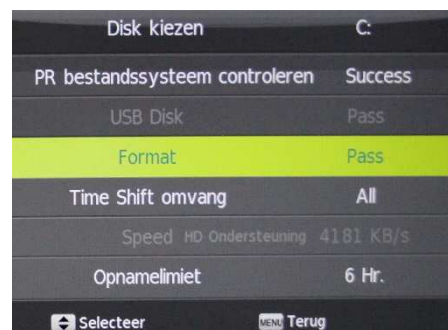 Disk kiezen C:
PR bestandssysteem controleren Success
USB Disk Pass
Format Pass
Time Shift omvang All
Speed HD Ondersteuning 4181 KB/s
Opnamelimiet 6 Hr.
Selecteer MENU Terug